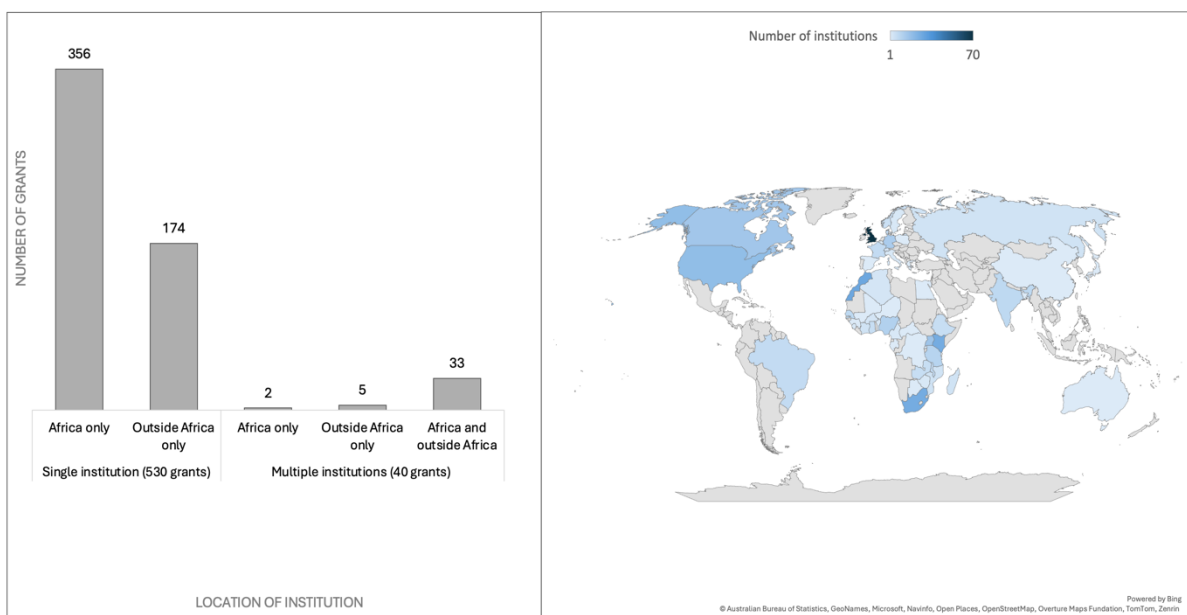 356
174
2
5
33
NUMBER OF GRANTS
Africa only
Outside Africa
only
Africa only
Outside Africa
only
Africa and
outside Africa
Single institution (530 grants)
Multiple institutions (40 grants)
LOCATION OF INSTITUTION
Number of institutions
1
70
Powered by Bing
© Australian Bureau of Statistics, GeoNames, Microsoft, Navinfo, Open Places, OpenStreetMap, Overture Maps Fundation, TomTom, Zenrin